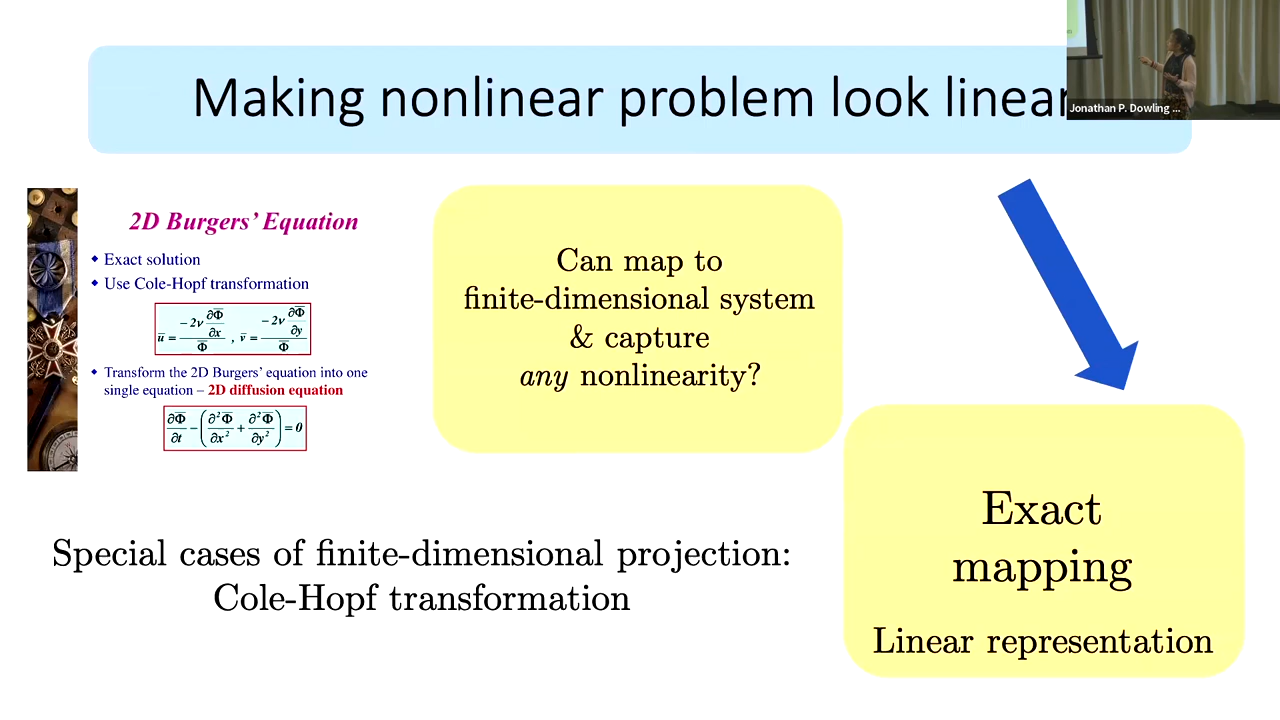 Making nonlinear problem look linear
Jonathan P. Dowling ...
2D Burgers' Equation
◆ Exact solution
◆ Use Cole-Hopf transformation
ū = −2ν ∂Φ̄/∂x / Φ̄ , v̄ = −2ν ∂Φ̄/∂y / Φ̄
◆ Transform the 2D Burgers' equation into one
single equation – 2D diffusion equation
∂Φ̄/∂t − (∂²Φ̄/∂x² + ∂²Φ̄/∂y²) = 0
Can map to
finite-dimensional system
& capture
any nonlinearity?
Special cases of finite-dimensional projection:
Cole-Hopf transformation
Exact
mapping
Linear representation